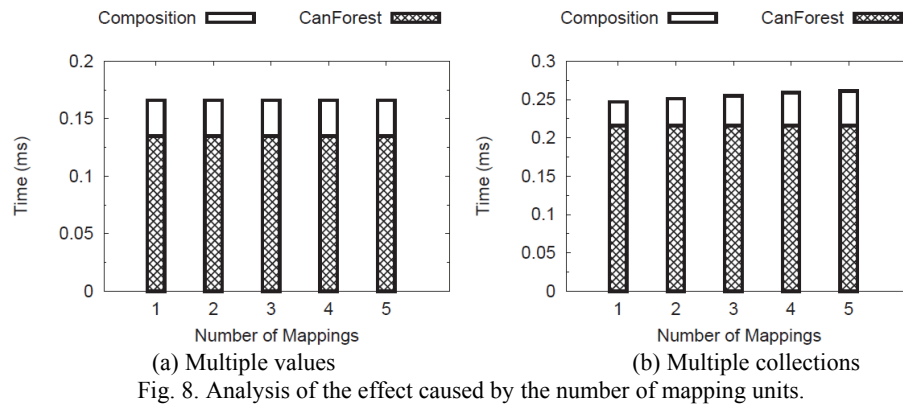 Composition CanForest
0.2
0.15
0.1
0.05
0
Time (ms)
1 2 3 4 5
Number of Mappings
(a) Multiple values
Composition CanForest
0.3
0.25
0.2
0.15
0.1
0.05
0
Time (ms)
1 2 3 4 5
Number of Mappings
(b) Multiple collections
Fig. 8. Analysis of the effect caused by the number of mapping units.